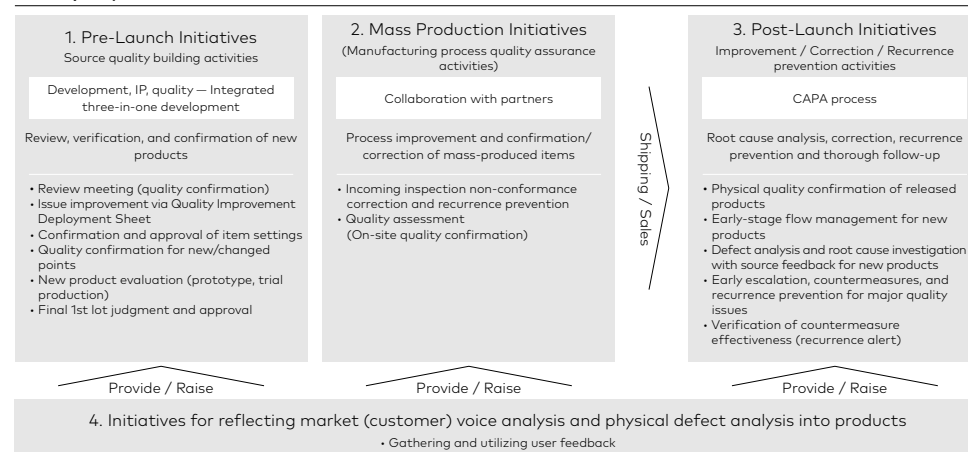 1. Pre-Launch Initiatives
Source quality building activities
Development, IP, quality — Integrated
three-in-one development
Review, verification, and confirmation of new
products
• Review meeting (quality confirmation)
• Issue improvement via Quality Improvement
Deployment Sheet
• Confirmation and approval of item settings
• Quality confirmation for new/changed
points
• New product evaluation (prototype, trial
production)
• Final 1st lot judgment and approval
2. Mass Production Initiatives
(Manufacturing process quality assurance
activities)
Collaboration with partners
Process improvement and confirmation/
correction of mass-produced items
• Incoming inspection non-conformance
correction and recurrence prevention
• Quality assessment
(On-site quality confirmation)
Shipping / Sales
3. Post-Launch Initiatives
Improvement / Correction / Recurrence
prevention activities
CAPA process
Root cause analysis, correction, recurrence
prevention and thorough follow-up
• Physical quality confirmation of released
products
• Early-stage flow management for new
products
• Defect analysis and root cause investigation
with source feedback for new products
• Early escalation, countermeasures, and
recurrence prevention for major quality
issues
• Verification of countermeasure
effectiveness (recurrence alert)
Provide / Raise
Provide / Raise
Provide / Raise
4. Initiatives for reflecting market (customer) voice analysis and physical defect analysis into products
• Gathering and utilizing user feedback